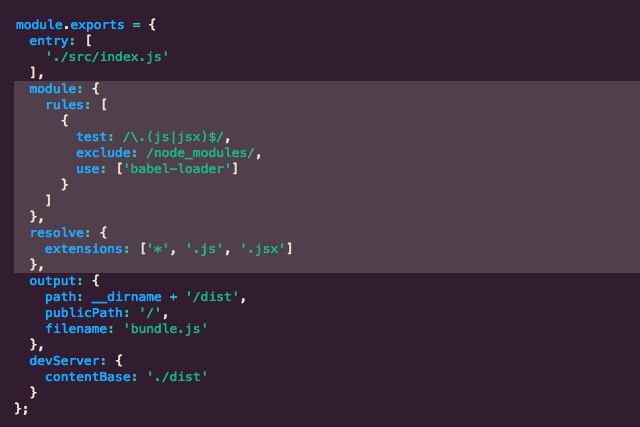 module.exports = {
  entry: [
    './src/index.js'
  ],
  module: {
    rules: [
      {
        test: /\.(js|jsx)$/,
        exclude: /node_modules/,
        use: ['babel-loader']
      }
    ]
  },
  resolve: {
    extensions: ['*', '.js', '.jsx']
  },
  output: {
    path: __dirname + '/dist',
    publicPath: '/',
    filename: 'bundle.js'
  },
  devServer: {
    contentBase: './dist'
  }
};